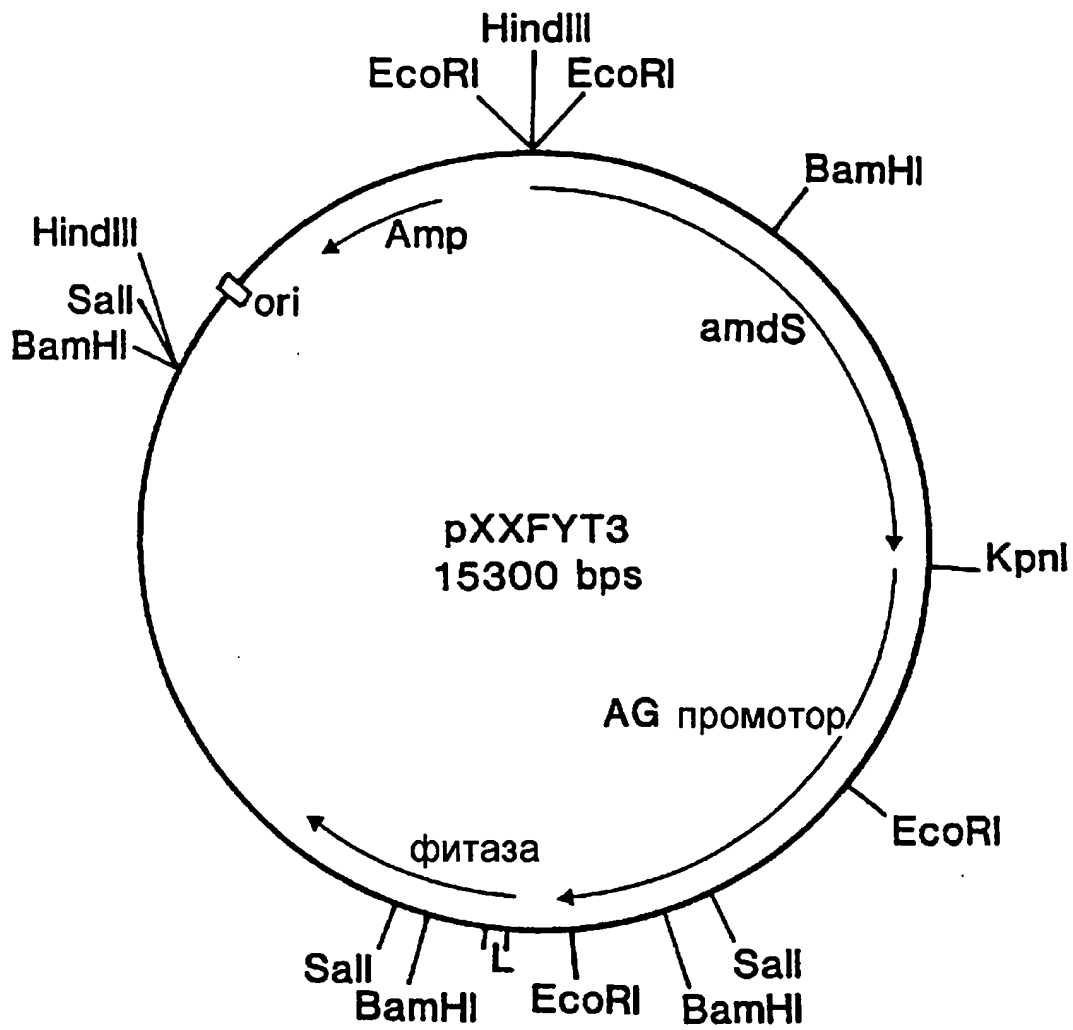 HindIII
EcoRI
EcoRI
BamHI
HindIII
SalI
BamHI
Amp
ori
amdS
pXXFYT3
15300 bps
KpnI
AG промотор
EcoRI
фитаза
SalI
BamHI
L
EcoRI
SalI
BamHI